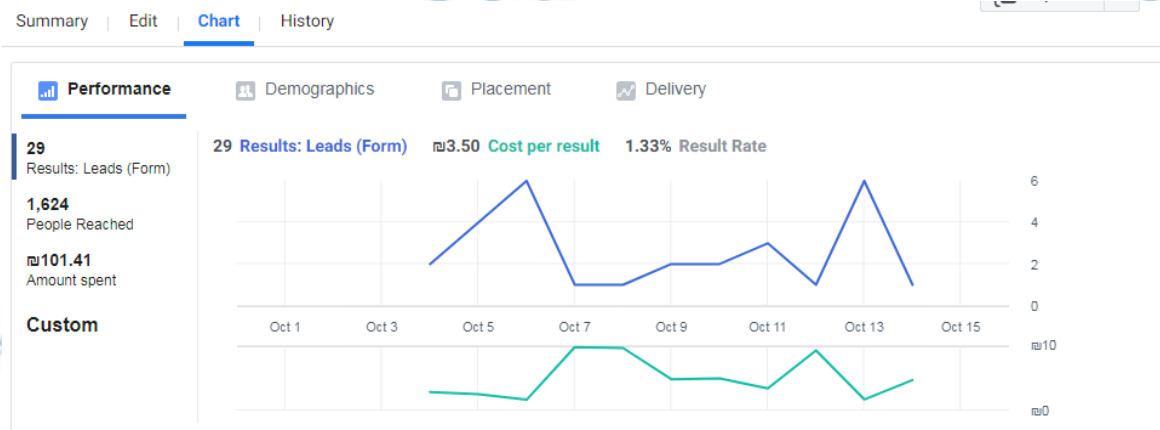 Summary Edit Chart History
Performance Demographics Placement Delivery
29
Results: Leads (Form)
1,624
People Reached
₪101.41
Amount spent
Custom
29 Results: Leads (Form) ₪3.50 Cost per result 1.33% Result Rate
6
4
2
0
Oct 1 Oct 3 Oct 5 Oct 7 Oct 9 Oct 11 Oct 13 Oct 15
₪10
₪0